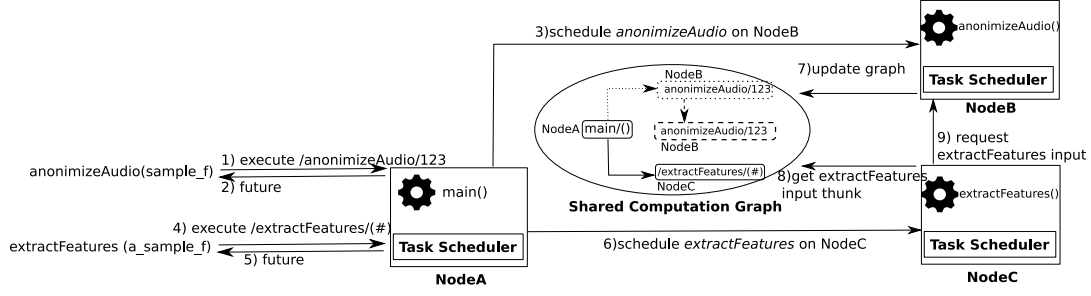 3)schedule anonimizeAudio on NodeB
anonimizeAudio()
Task Scheduler
NodeB
7)update graph
NodeB
anonimizeAudio/123
NodeA main/()
anonimizeAudio/123
NodeB
/extractFeatures/(#)
NodeC
Shared Computation Graph
9) request
extractFeatures input
8)get extractFeatures
input thunk
anonimizeAudio(sample_f)
1) execute /anonimizeAudio/123
2) future
main()
extractFeatures()
4) execute /extractFeatures/(#)
extractFeatures (a_sample_f)
5) future
Task Scheduler
NodeA
6)schedule extractFeatures on NodeC
Task Scheduler
NodeC